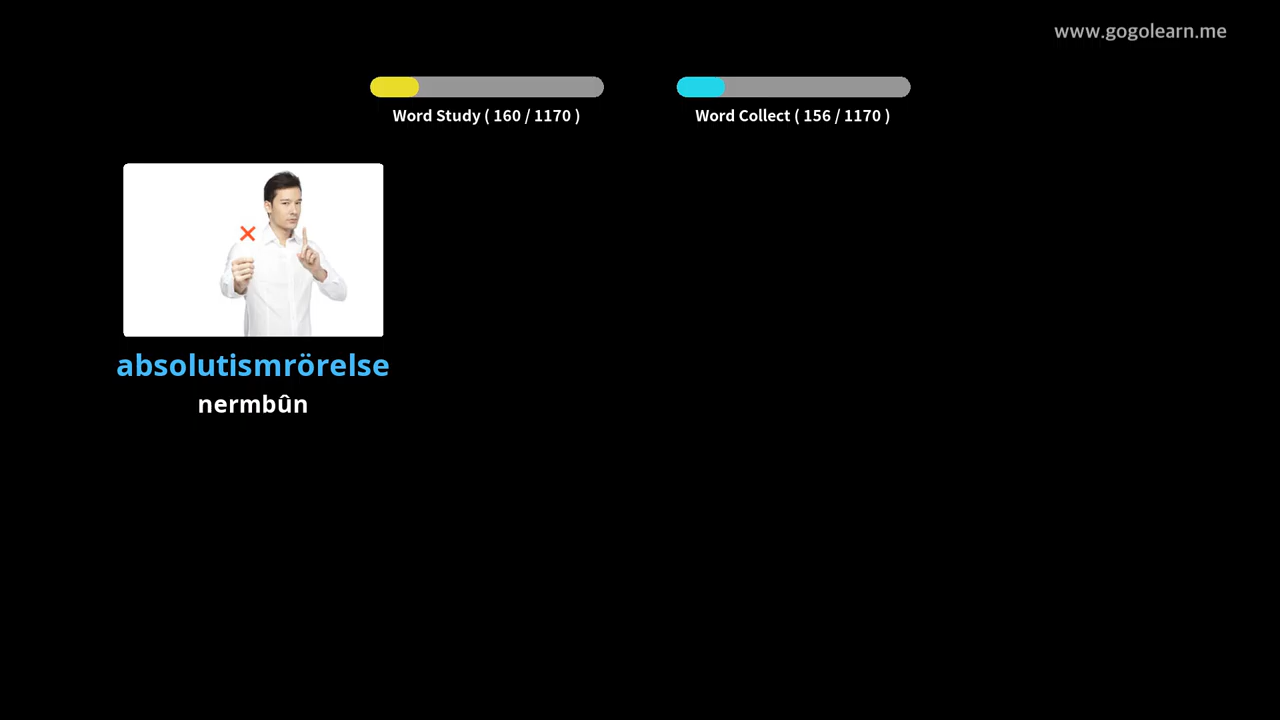 www.gogolearn.me
Word Study ( 160 / 1170 )
Word Collect ( 156 / 1170 )
absolutismrörelse
nermbûn